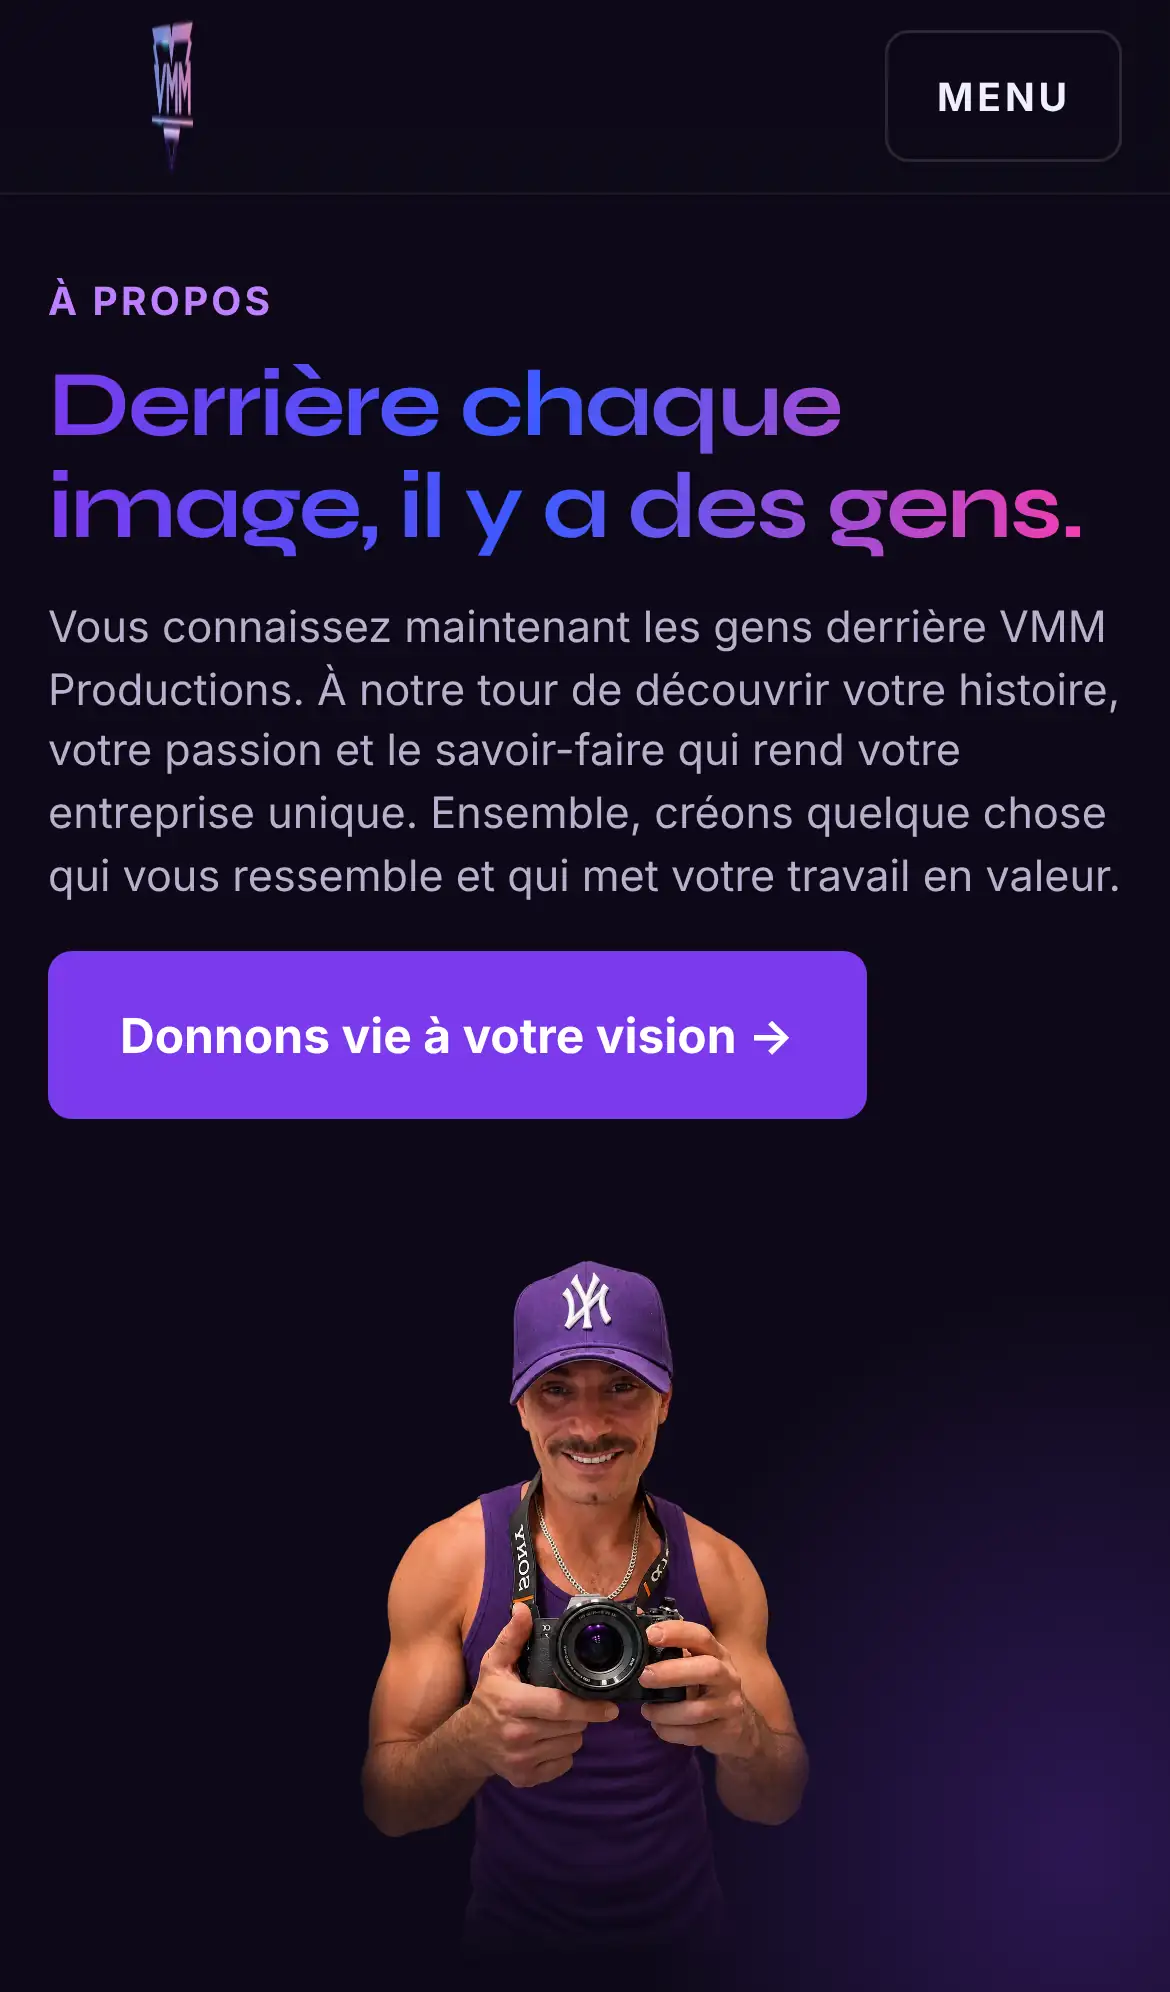 VMM
MENU
À PROPOS
Derrière chaque
image, il y a des gens.
Vous connaissez maintenant les gens derrière VMM
Productions. À notre tour de découvrir votre histoire,
votre passion et le savoir-faire qui rend votre
entreprise unique. Ensemble, créons quelque chose
qui vous ressemble et qui met votre travail en valeur.
Donnons vie à votre vision →
NY
SONY